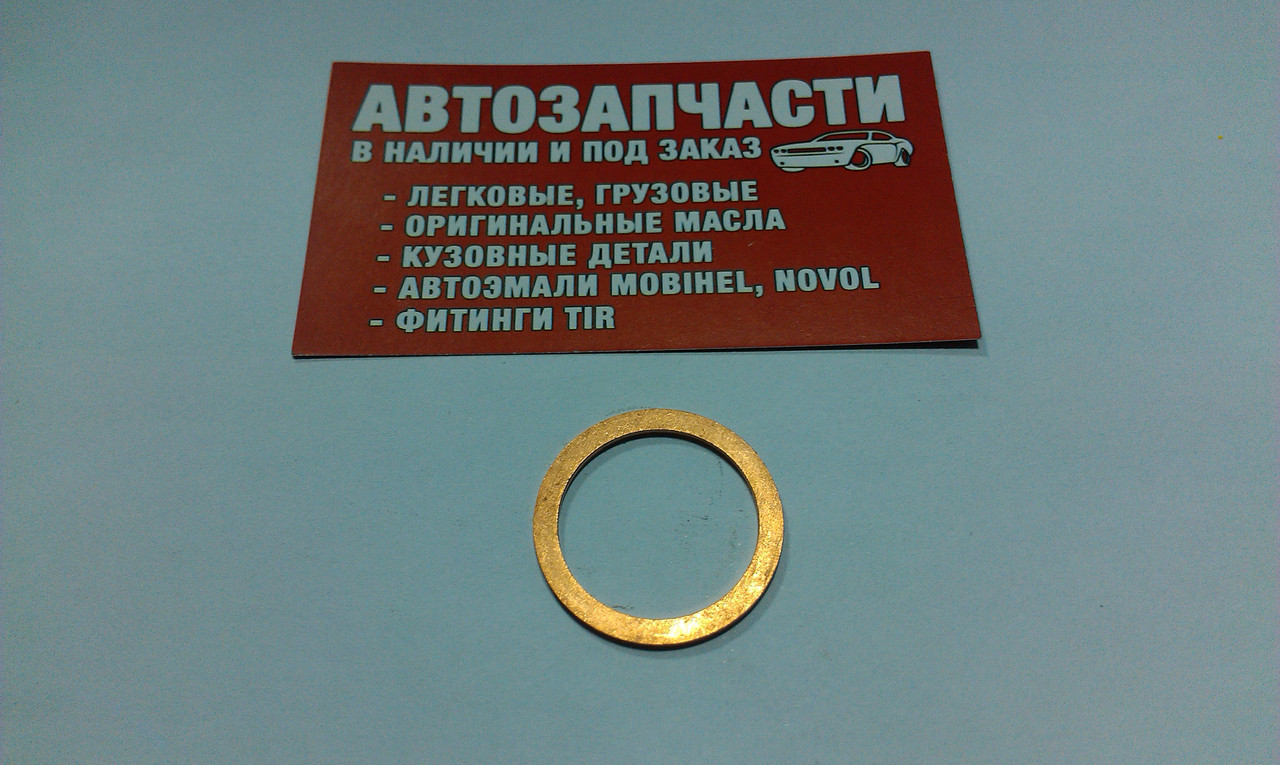 АВТОЗАПЧАСТИ
В НАЛИЧИИ И ПОД ЗАКАЗ
- ЛЕГКОВЫЕ, ГРУЗОВЫЕ
- ОРИГИНАЛЬНЫЕ МАСЛА
- КУЗОВНЫЕ ДЕТАЛИ
- АВТОЭМАЛИ MOBIHEL, NOVOL
- ФИТИНГИ TIR